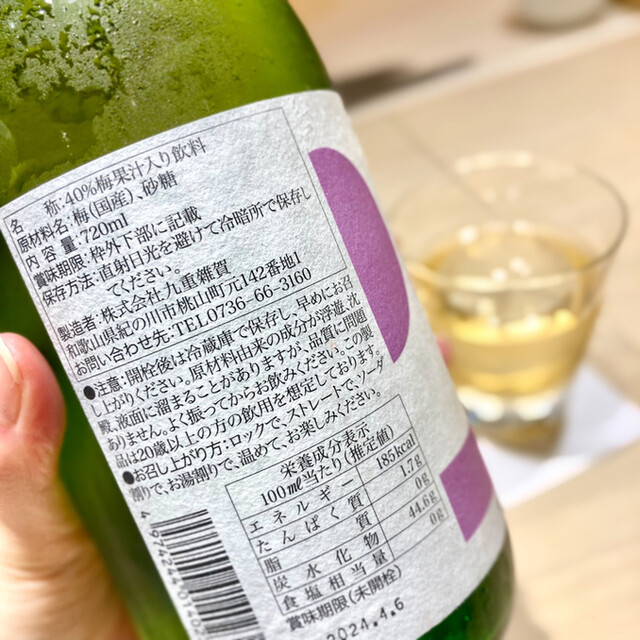 名　　称:40%梅果汁入り飲料
原材料名:梅(国産)、砂糖
内 容 量:720ml
賞味期限:枠外下部に記載
保存方法:直射日光を避けて冷暗所で保存し
てください。
製造者:株式会社九重雜賀
和歌山県紀の川市桃山町元142番地1
お問い合わせ先:TEL0736-66-3160
●注意:開栓後は冷蔵庫で保存し、早めにお召
し上がりください。原材料由来の成分が浮遊、沈
殿、液面に溜まることがありますが、品質に問題
ありません。よく振ってからお飲みください。この製
品は20歳以上の方の飲用を想定しております。
●お召し上がり方:ロックで、ストレートで、ソーダ
割りで、お湯割りで、温めて、お楽しみください。
栄養成分表示
100ml当たり(推定値)
エネルギー 185kcal
たんぱく質 1.7g
脂　　質 0g
炭水化物 44.6g
食塩相当量 0g
賞味期限(未開栓)
2024.4.6